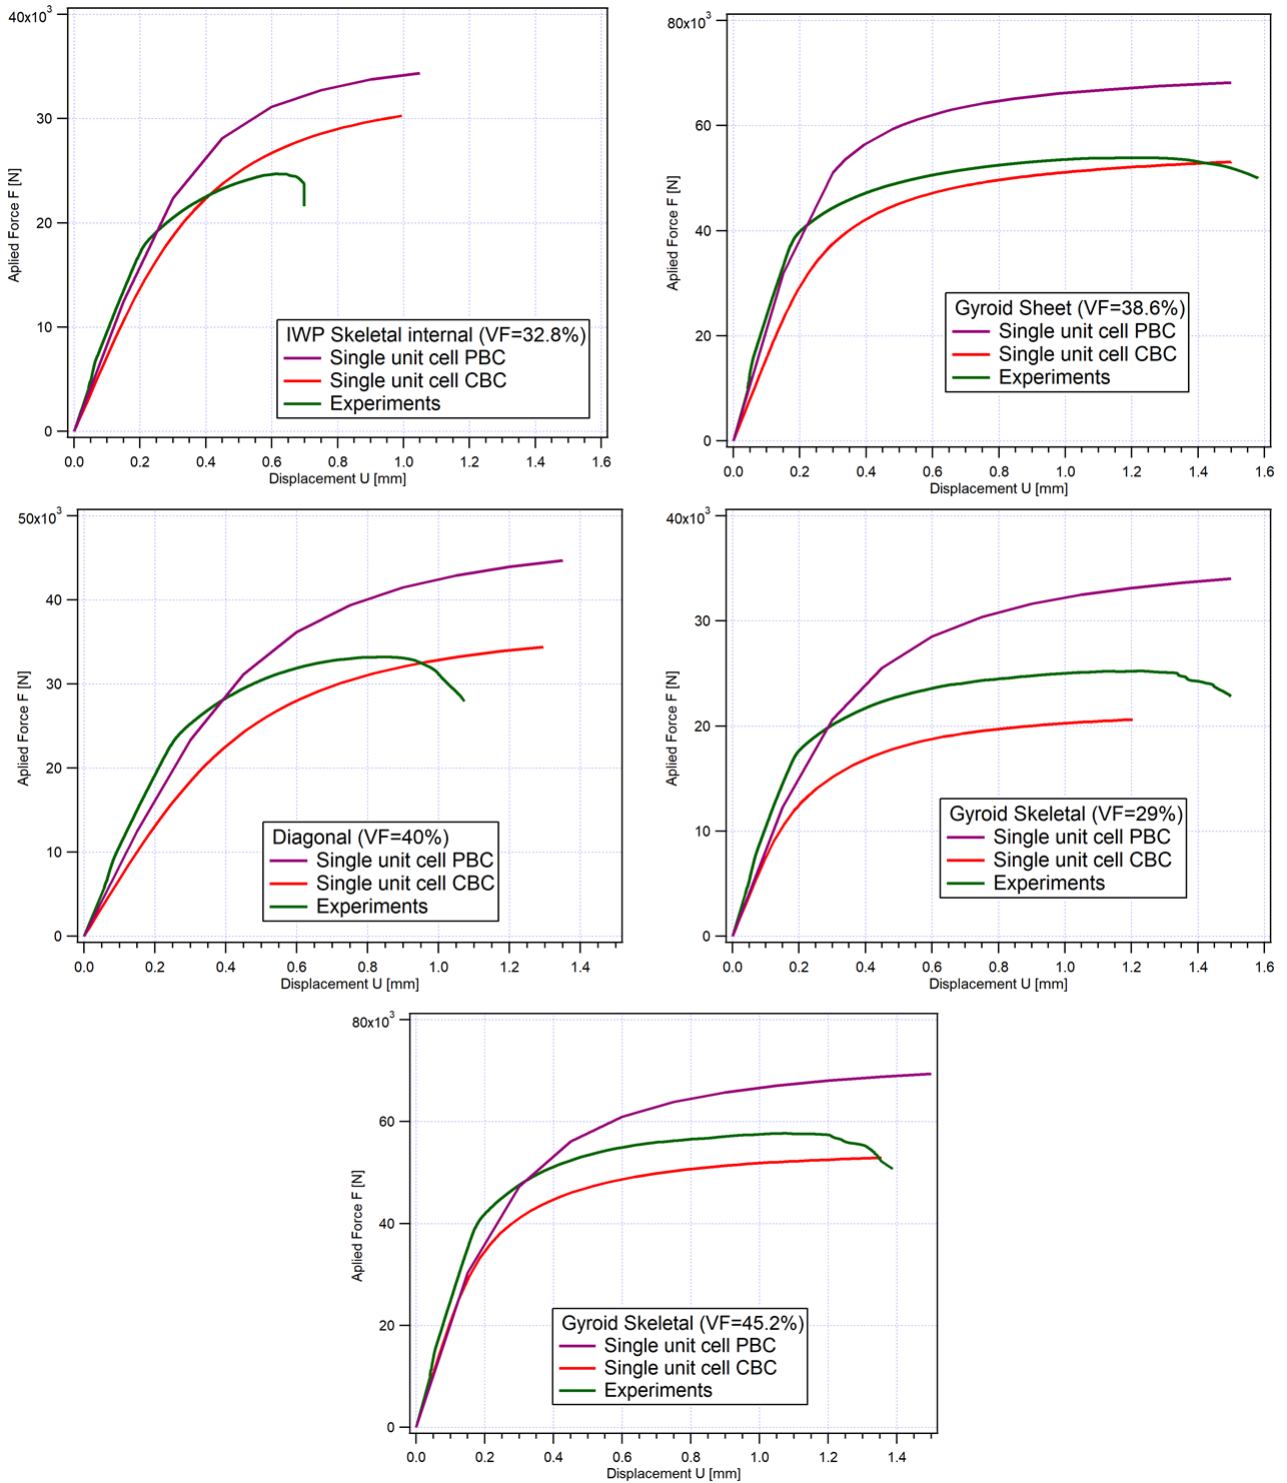 40x10³
30
20
10
0
Aplied Force F [N]
IWP Skeletal internal (VF=32.8%)
Single unit cell PBC
Single unit cell CBC
Experiments
0.0 0.2 0.4 0.6 0.8 1.0 1.2 1.4 1.6
Displacement U [mm]
80x10³
60
40
20
0
Aplied Force F [N]
Gyroid Sheet (VF=38.6%)
Single unit cell PBC
Single unit cell CBC
Experiments
0.0 0.2 0.4 0.6 0.8 1.0 1.2 1.4 1.6
Displacement U [mm]
50x10³
40
30
20
10
0
Aplied Force F [N]
Diagonal (VF=40%)
Single unit cell PBC
Single unit cell CBC
Experiments
0.0 0.2 0.4 0.6 0.8 1.0 1.2 1.4
Displacement U [mm]
40x10³
30
20
10
0
Aplied Force F [N]
Gyroid Skeletal (VF=29%)
Single unit cell PBC
Single unit cell CBC
Experiments
0.0 0.2 0.4 0.6 0.8 1.0 1.2 1.4 1.6
Displacement U [mm]
80x10³
60
40
20
0
Aplied Force F [N]
Gyroid Skeletal (VF=45.2%)
Single unit cell PBC
Single unit cell CBC
Experiments
0.0 0.2 0.4 0.6 0.8 1.0 1.2 1.4
Displacement U [mm]